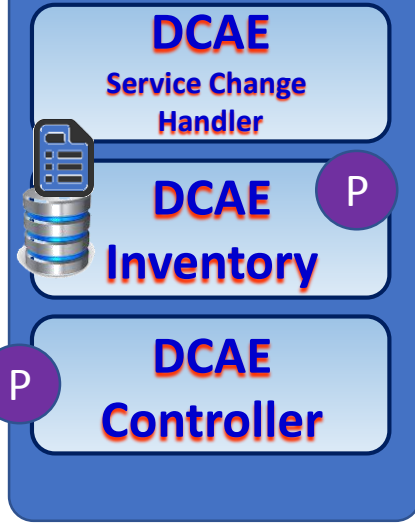 DCAE
Service Change
Handler
P
DCAE
Inventory
DCAE
P
Controller